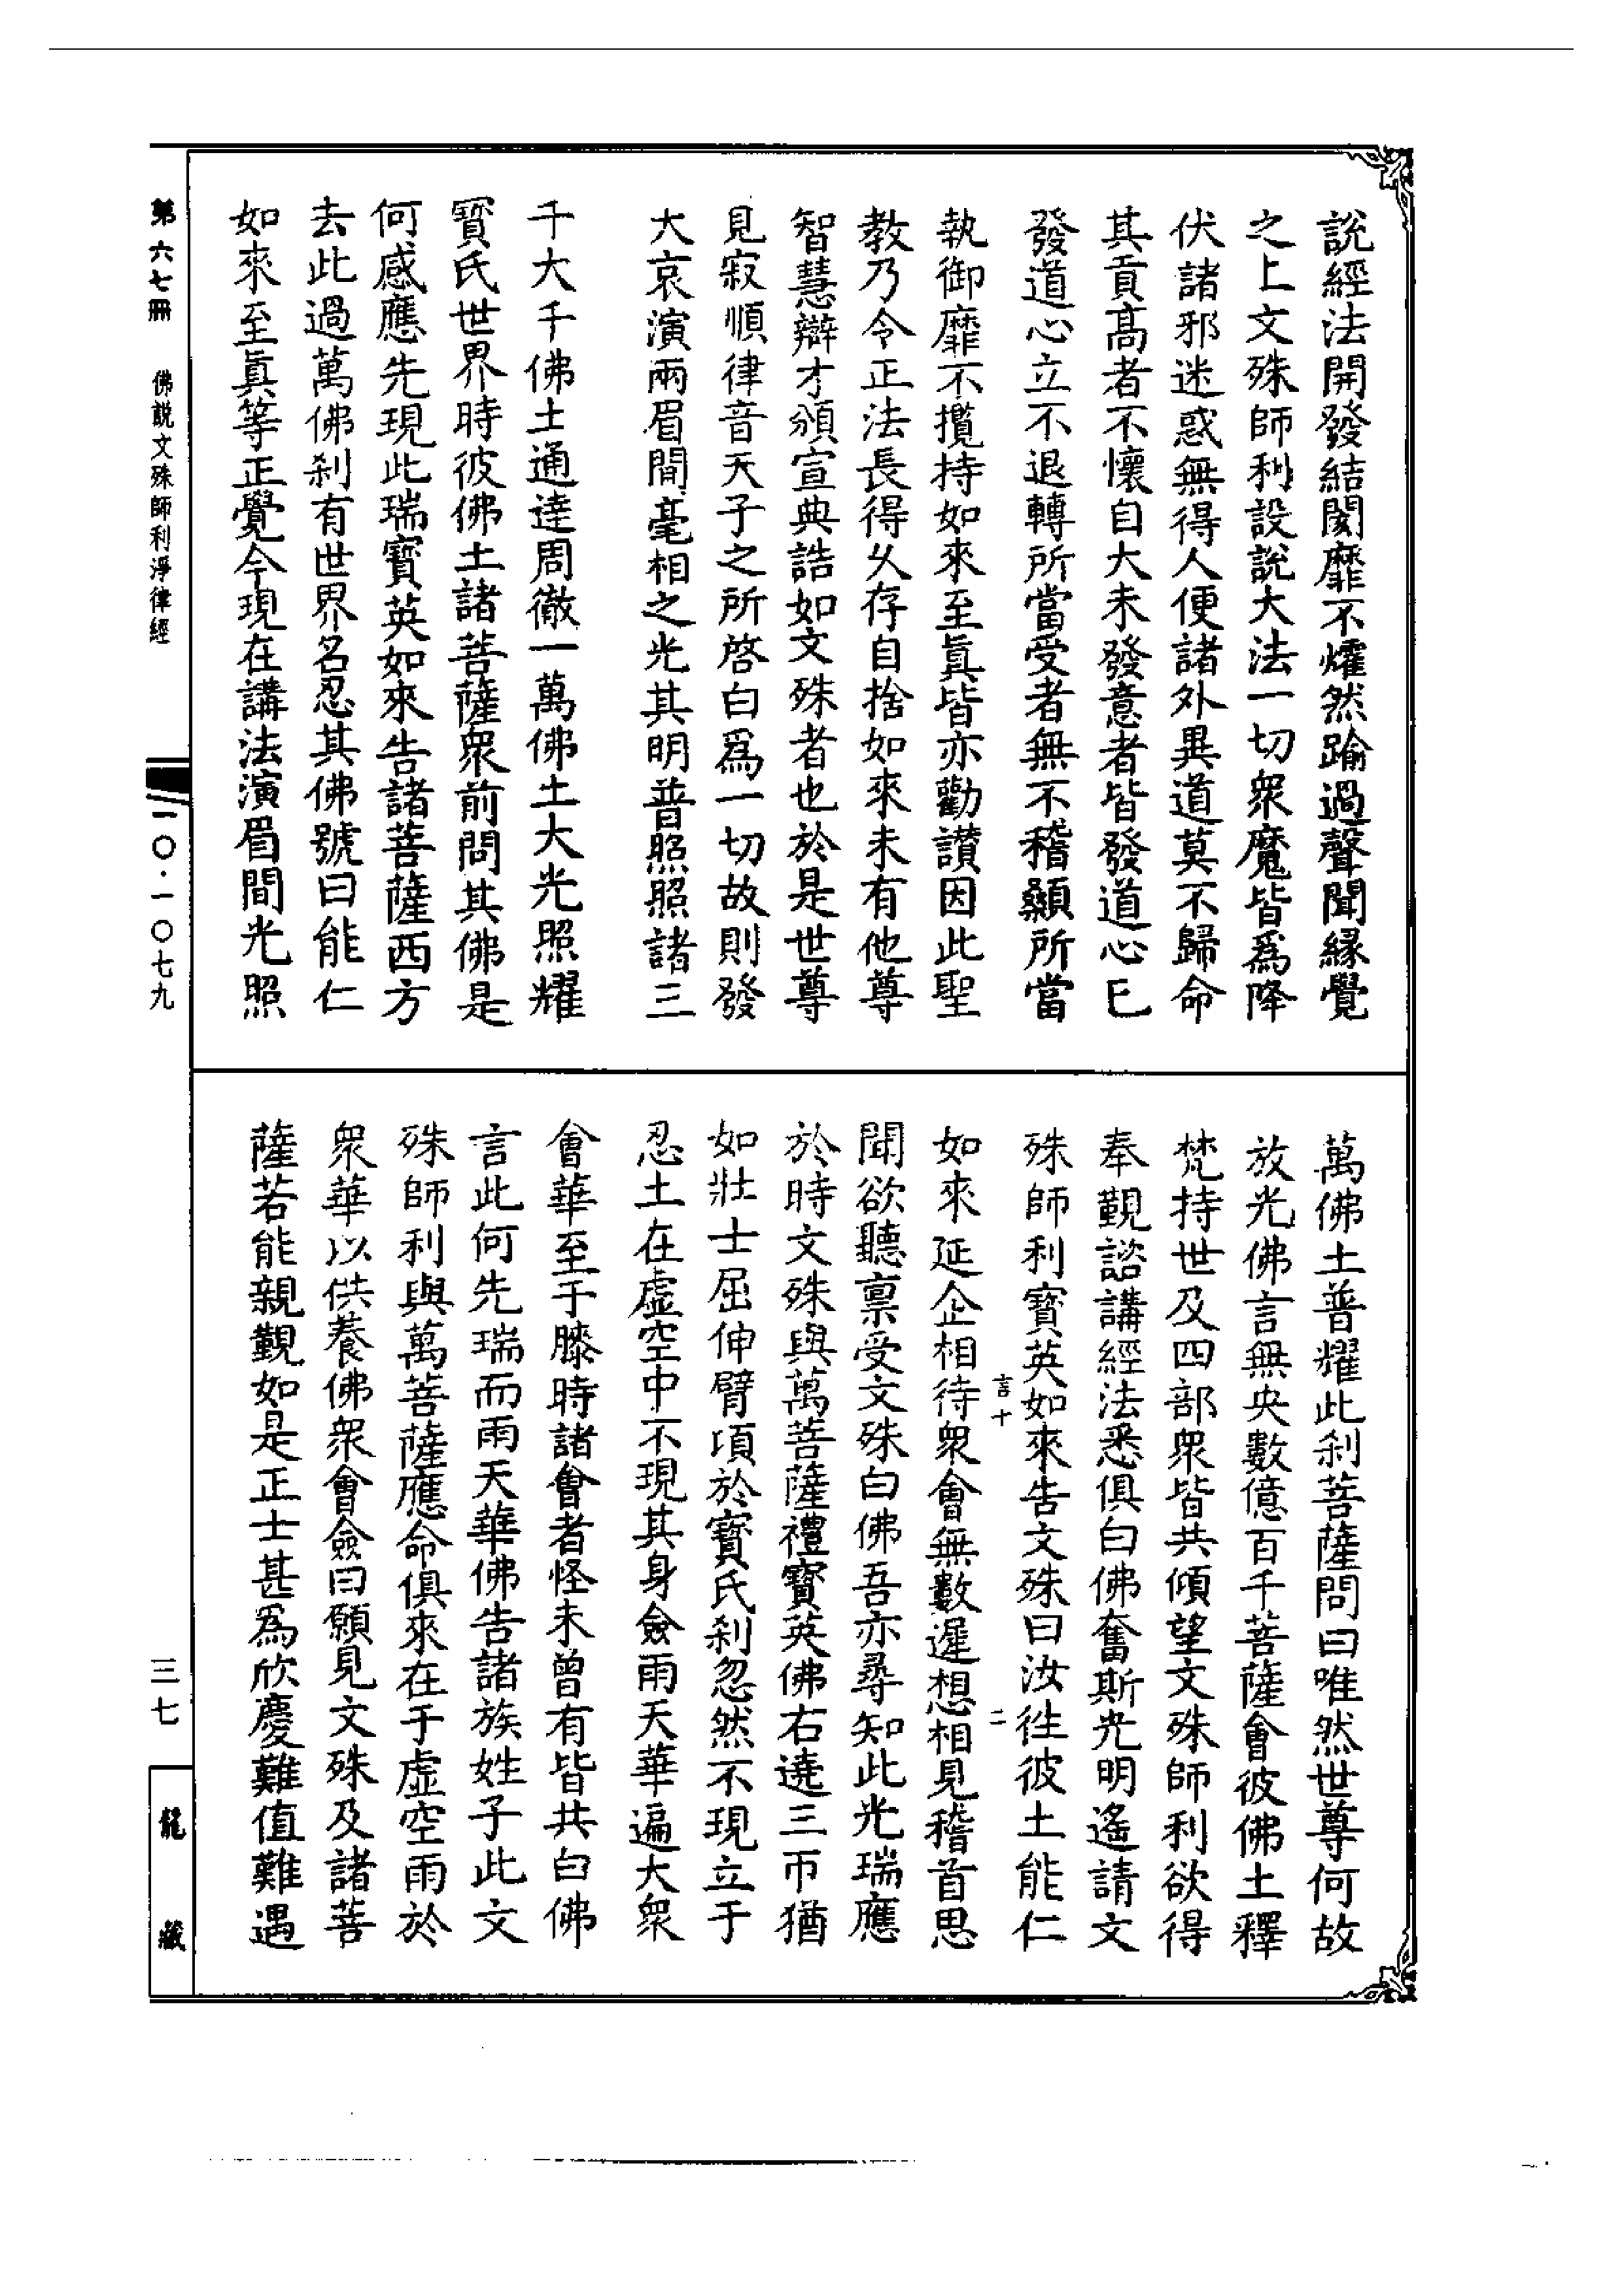 說經法開發結閡靡不燿然踰過聲聞緣覺
之上文殊師利設說大法一切衆魔皆爲降
伏諸邪迷惑無得人便諸外異道莫不歸命
其貢高者不懷自大未發意者皆發道心已
發道心立不退轉所當受者無不稽顙所當
執御靡不攬持如來至眞皆亦勸讚因此聖
教乃令正法長得乆存自捨如來未有他尊
智慧辯才頒宣典誥如文殊者也於是世尊
見寂順律音天子之所啓白爲一切故則發
大哀演兩眉間毫相之光其明普照照諸三
千大千佛土通達周徹一萬佛土大光照耀
寳氏世界時彼佛土諸菩薩衆前問其佛是
何感應先現此瑞寳英如來告諸菩薩西方
去此過萬佛刹有世界名忍其佛號曰能仁
如來至眞等正覺今現在講法演眉間光照
萬佛土普耀此刹菩薩問曰唯然世尊何故
放光佛言無央數億百千菩薩會彼佛土釋
梵持世及四部衆皆共傾望文殊師利欲得
奉覲諮講經法悉俱白佛奮斯光明遙請文
殊師利寳英如來告文殊曰汝徃彼土能仁
言十
二
如來延企相待衆會無數遲想相見稽首思
聞欲聽禀受文殊白佛吾亦尋知此光瑞應
於時文殊與萬菩薩禮寳英佛右遶三帀猶
如壯士屈伸臂項於寳氏刹忽然不現立于
忍土在虛空中不現其身僉雨天華遍大衆
會華至于膝時諸會者怪未曾有皆共白佛
言此何先瑞而雨天華佛告諸族姓子此文
殊師利與萬菩薩應命俱來在于虛空雨於
衆華以供養佛衆會僉曰願見文殊及諸菩
薩若能親覲如是正士甚爲欣慶難值難遇
第六七冊 佛說文殊師利淨律經
一〇·一〇七九
三七
龍藏